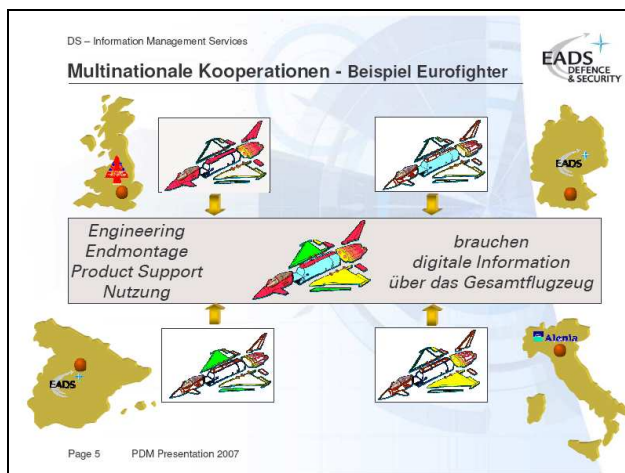 DS – Information Management Services
Multinationale Kooperationen - Beispiel Eurofighter
EADS
DEFENCE
& SECURITY
EADS
Engineering
Endmontage
Product Support
Nutzung
brauchen
digitale Information
über das Gesamtflugzeug
EADS
Alenia
Page 5 PDM Presentation 2007